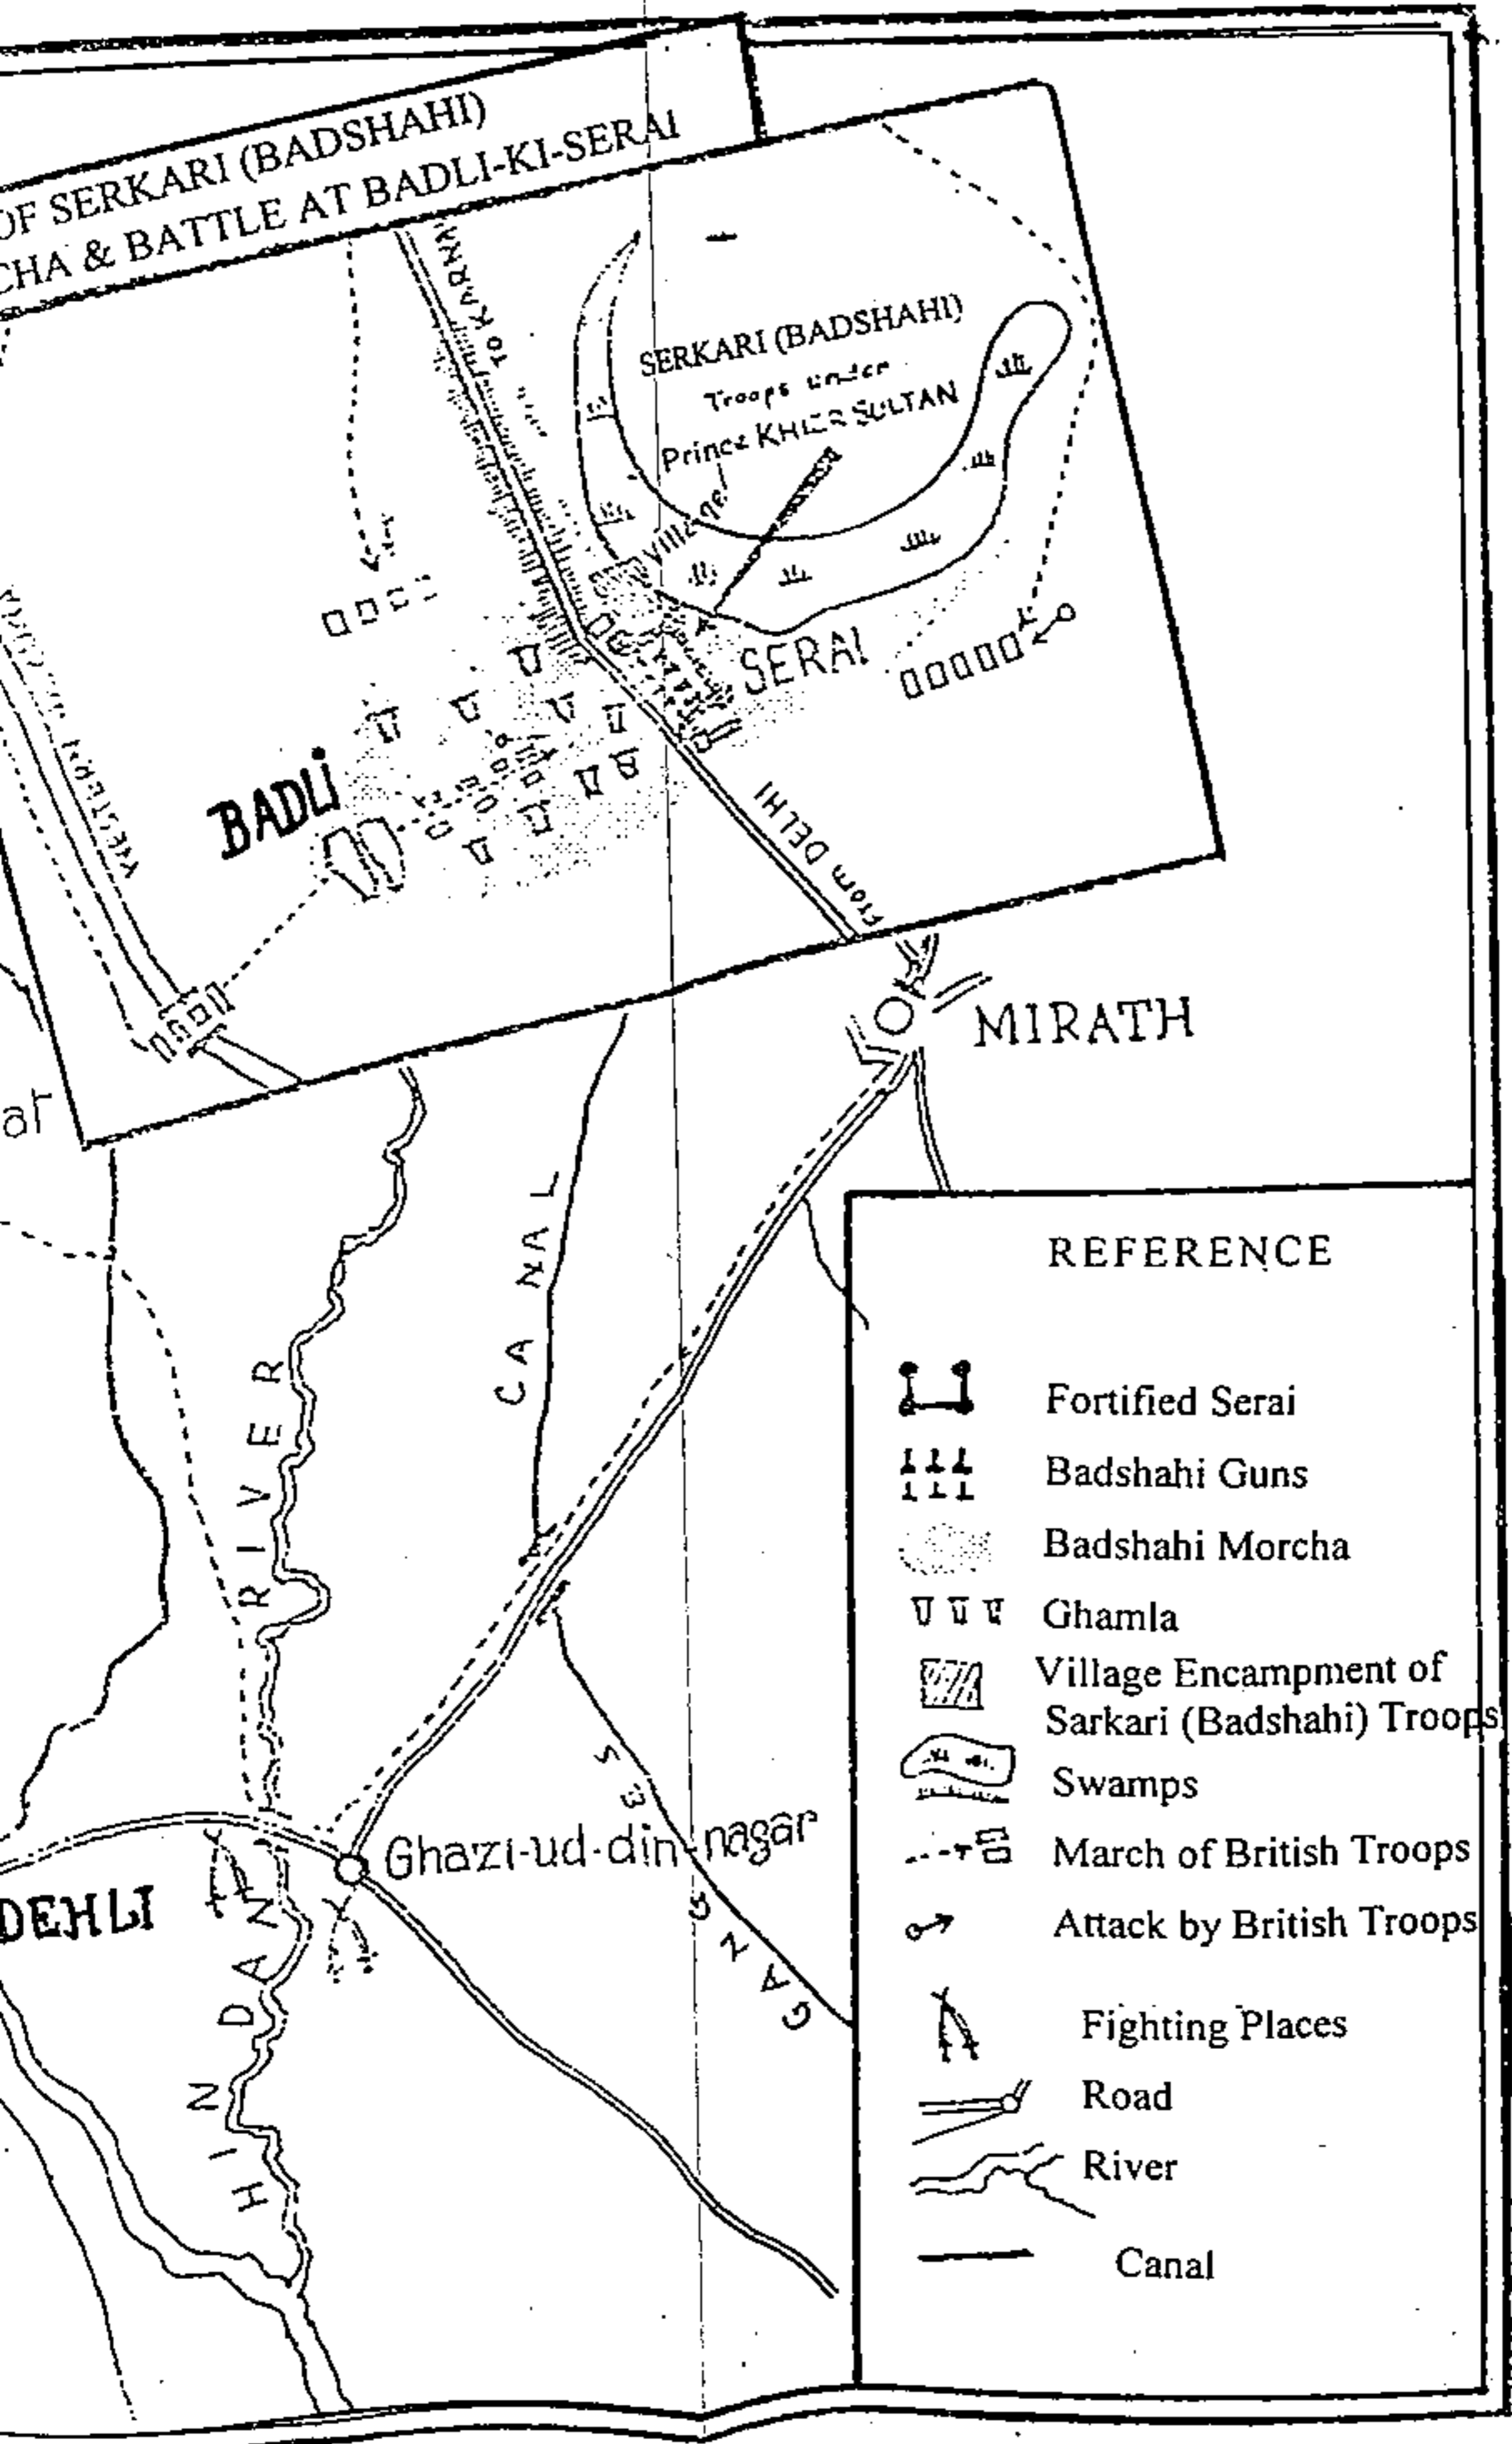 OF SERKARI (BADSHAHI)
CHA & BATTLE AT BADLI-KI-SERAI
SERKARI (BADSHAHI)
Troops under
Prince KHIZR SULTAN
Village
SERAI
BADLI
WESTERN
From DELHI
MIRATH
CANAL
RIVER
HINDAN
GANGES
Ghazi-ud-din-nagar
DEHLI
REFERENCE
Fortified Serai
Badshahi Guns
Badshahi Morcha
Ghamla
Village Encampment of
Sarkari (Badshahi) Troops
Swamps
March of British Troops
Attack by British Troops
Fighting Places
Road
River
Canal